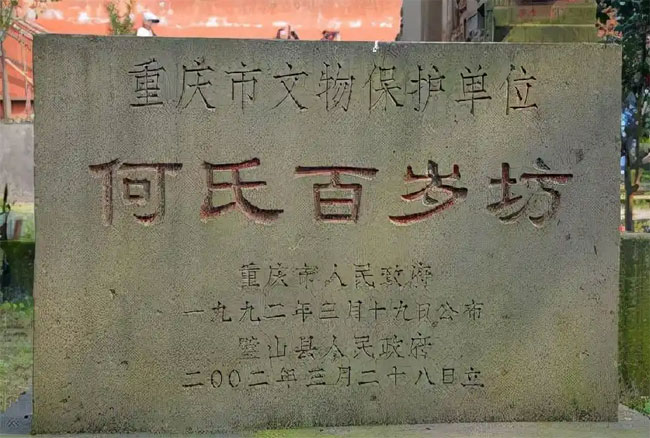 重庆市文物保护单位
何氏百岁坊
重庆市人民政府
一九九二年三月十九日公布
璧山县人民政府
二〇〇二年三月二十八日立